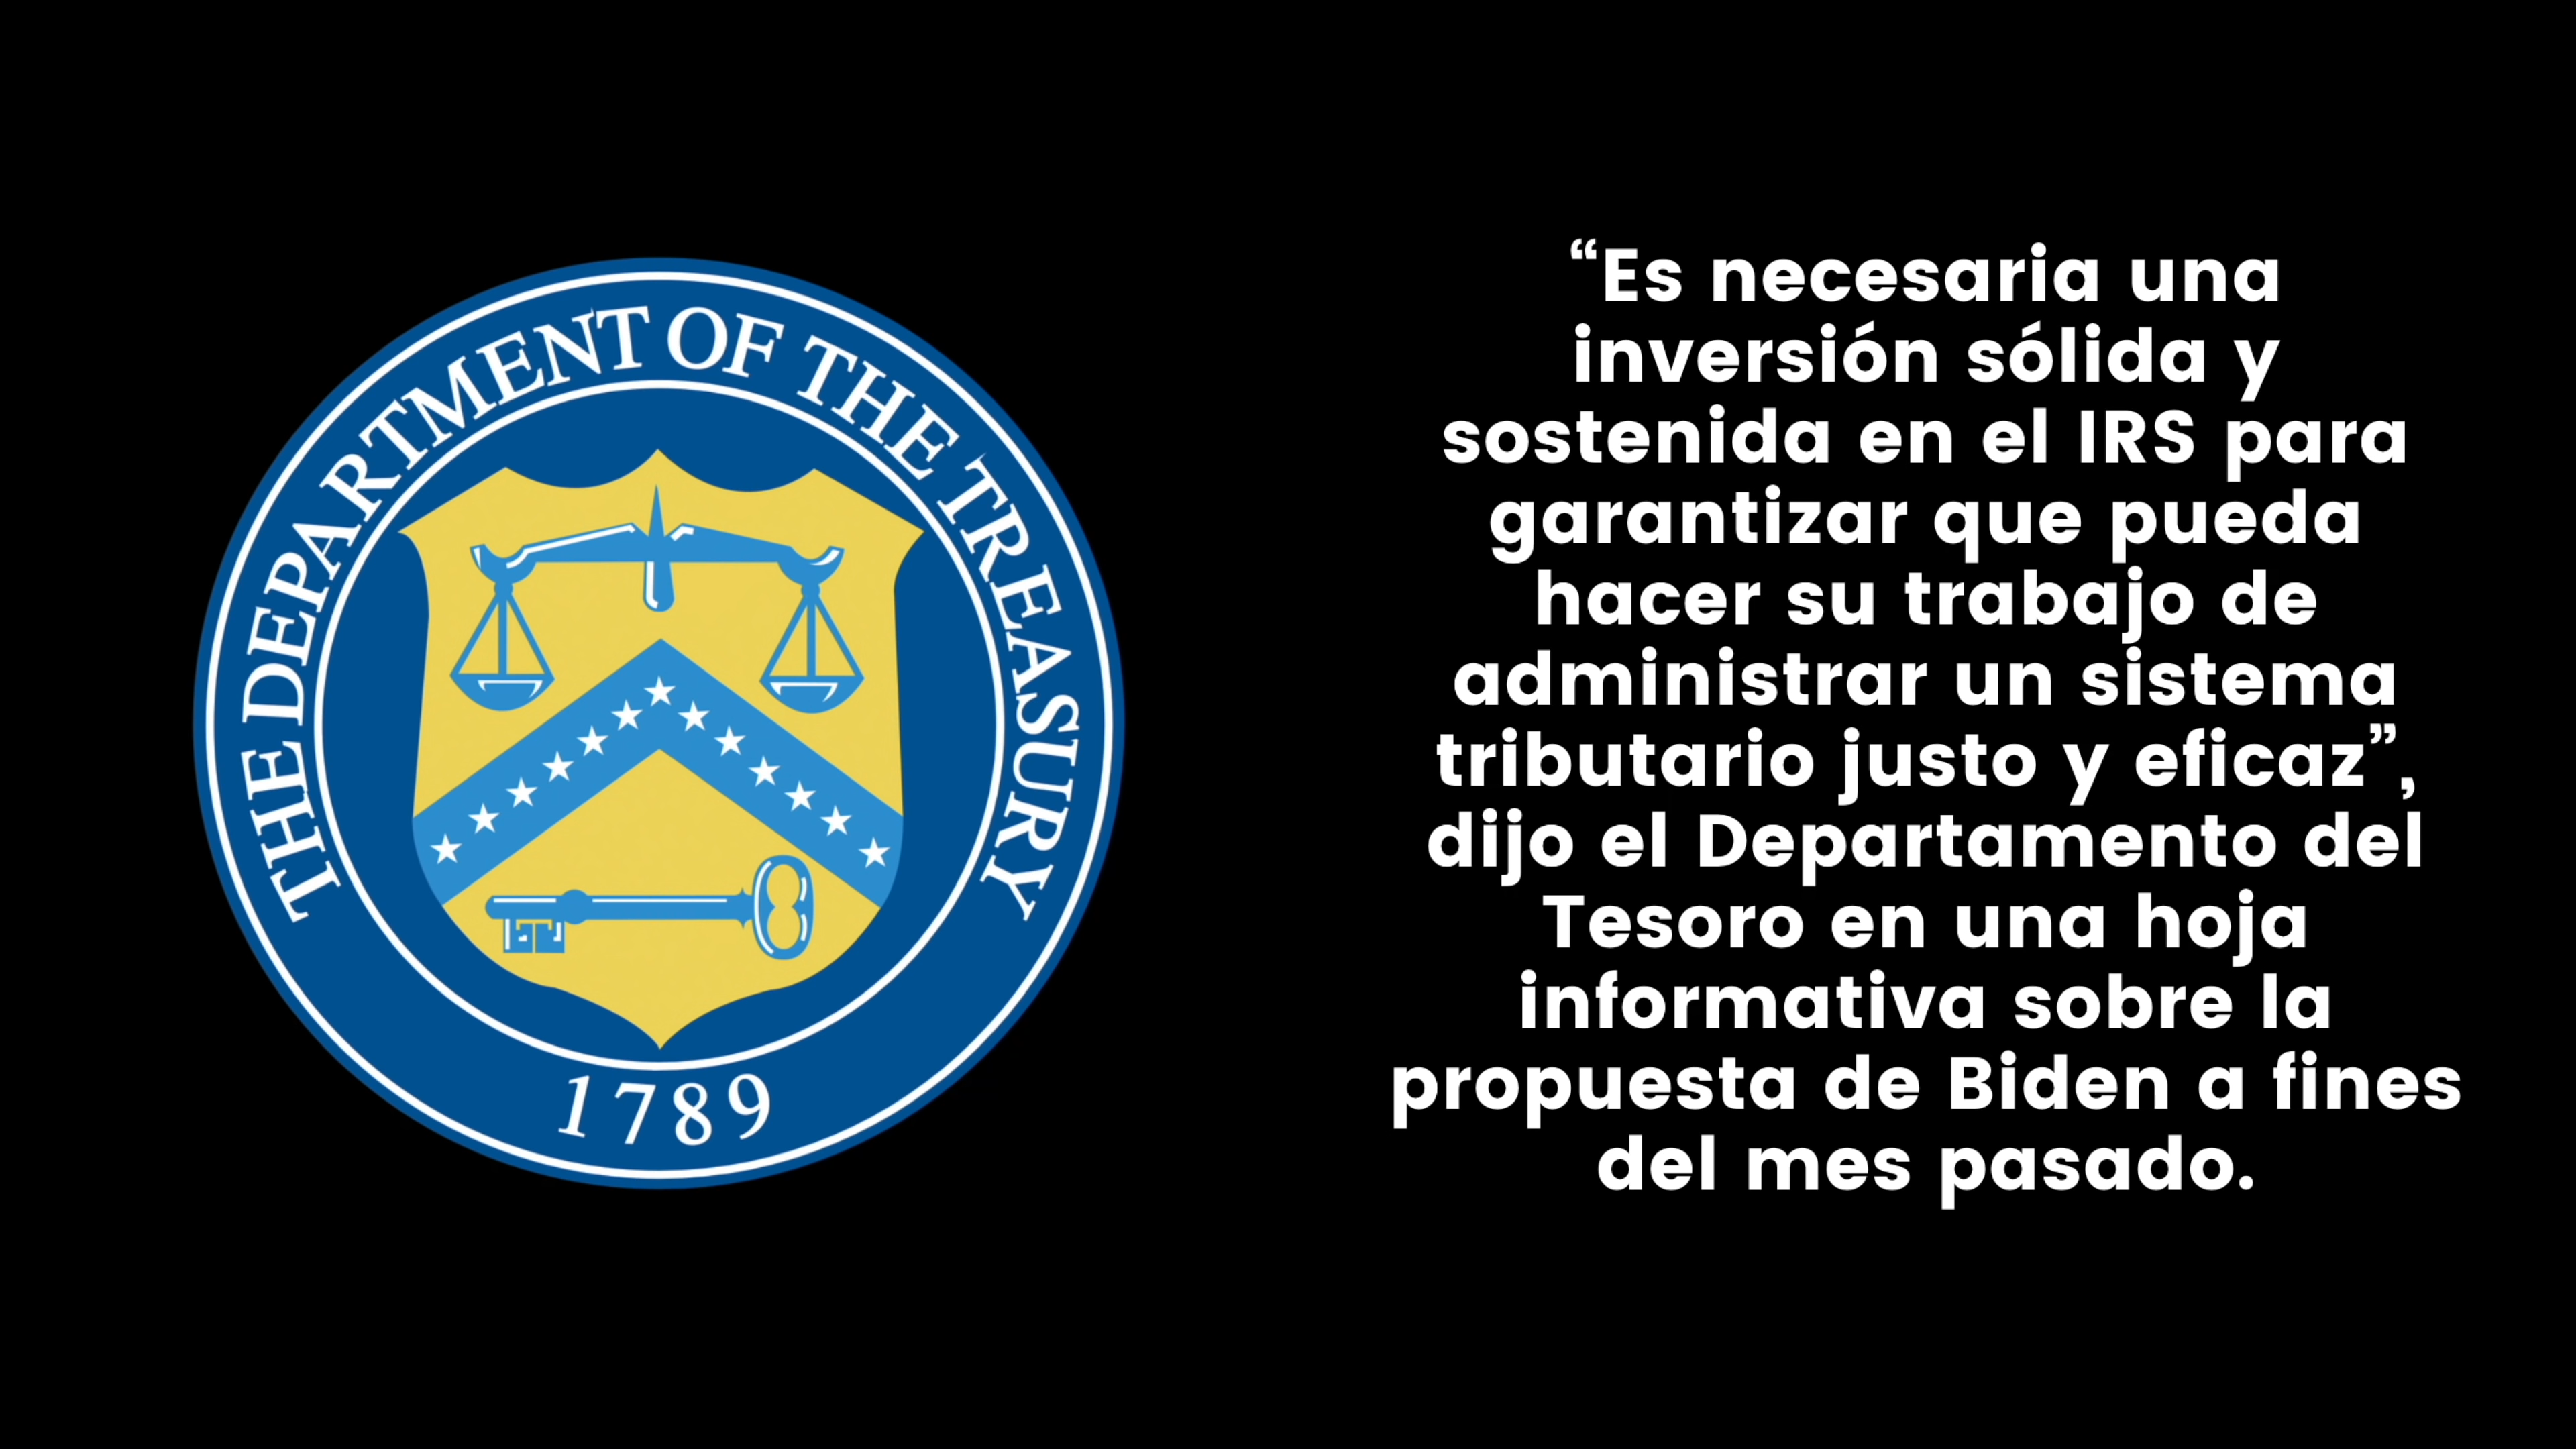 THE DEPARTMENT OF THE TREASURY
1789
“Es necesaria una
inversión sólida y
sostenida en el IRS para
garantizar que pueda
hacer su trabajo de
administrar un sistema
tributario justo y eficaz”,
dijo el Departamento del
Tesoro en una hoja
informativa sobre la
propuesta de Biden a fines
del mes pasado.